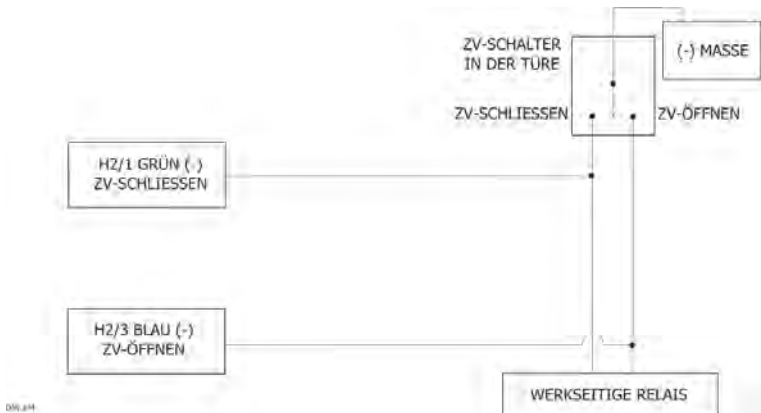 ZV-SCHALTER
IN DER TÜRE
(-) MASSE
ZV-SCHLIESSEN
ZV-ÖFFNEN
H2/1 GRÜN (-)
ZV-SCHLIESSEN
H2/3 BLAU (-)
ZV-ÖFFNEN
WERKSEITIGE RELAIS